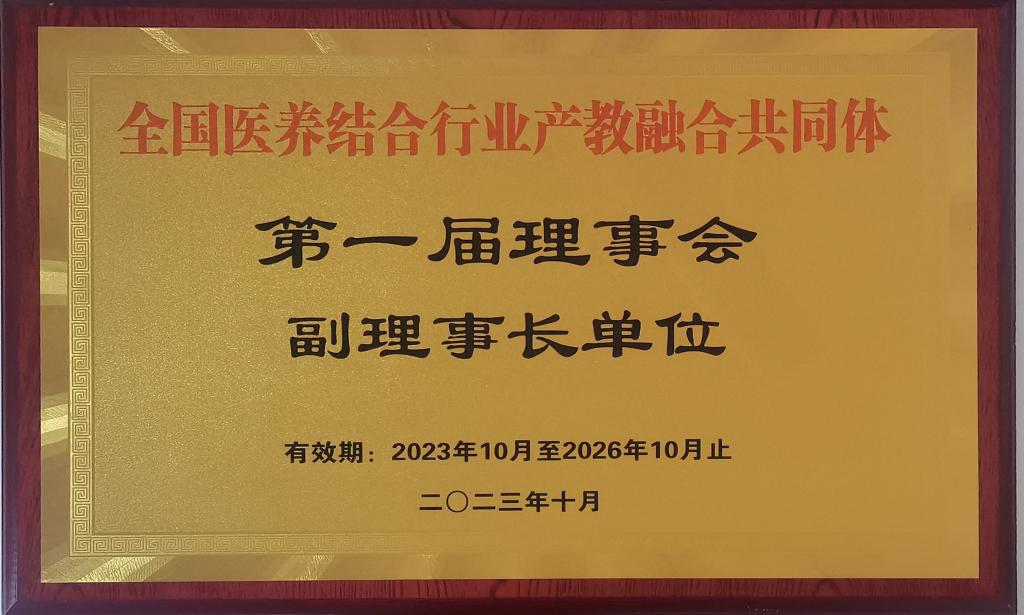 全国医养结合行业产教融合共同体
第一届理事会
副理事长单位
有效期：2023年10月至2026年10月止
二〇二三年十月